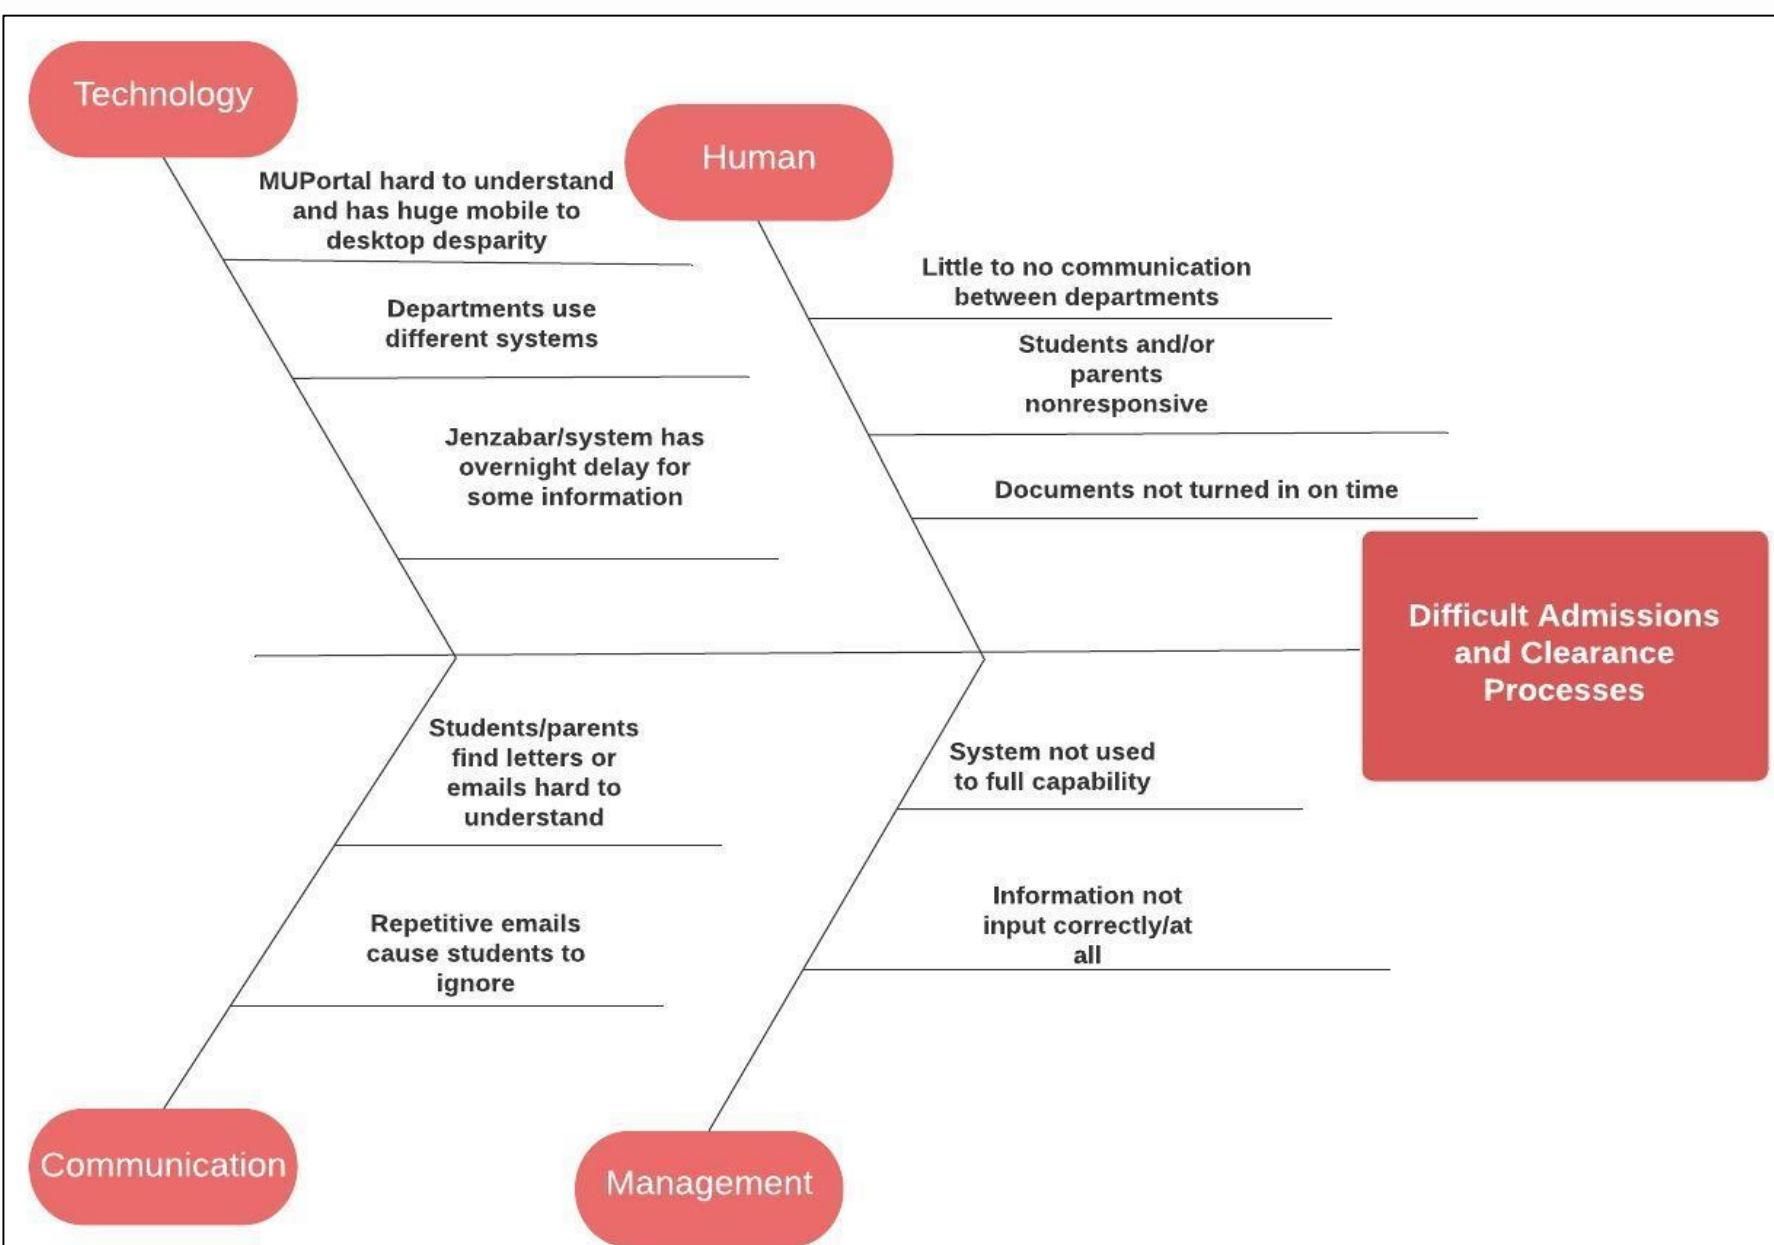 Technology
MUPortal hard to understand
and has huge mobile to
desktop desparity
Departments use
different systems
Jenzabar/system has
overnight delay for
some information
Human
Little to no communication
between departments
Students and/or
parents
nonresponsive
Documents not turned in on time
Difficult Admissions
and Clearance
Processes
Students/parents
find letters or
emails hard to
understand
Repetitive emails
cause students to
ignore
Communication
System not used
to full capability
Information not
input correctly/at
all
Management